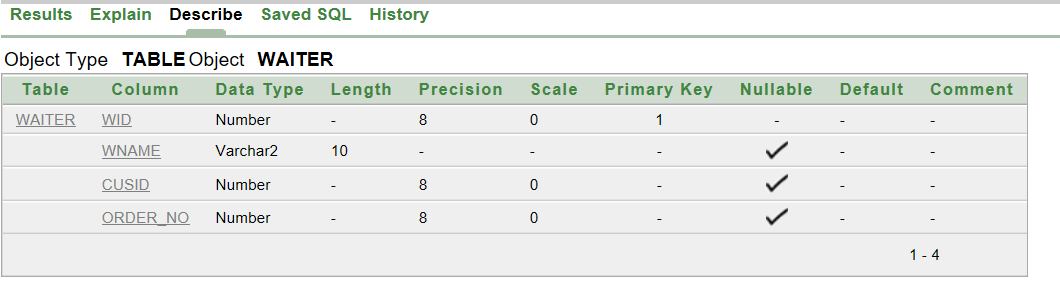 Results Explain Describe Saved SQL History
Object Type TABLE Object WAITER
Table Column Data Type Length Precision Scale Primary Key Nullable Default Comment
WAITER WID Number - 8 0 1 - - -
WNAME Varchar2 10 - - - - -
CUSID Number - 8 0 - - -
ORDER_NO Number - 8 0 - - -
1 - 4